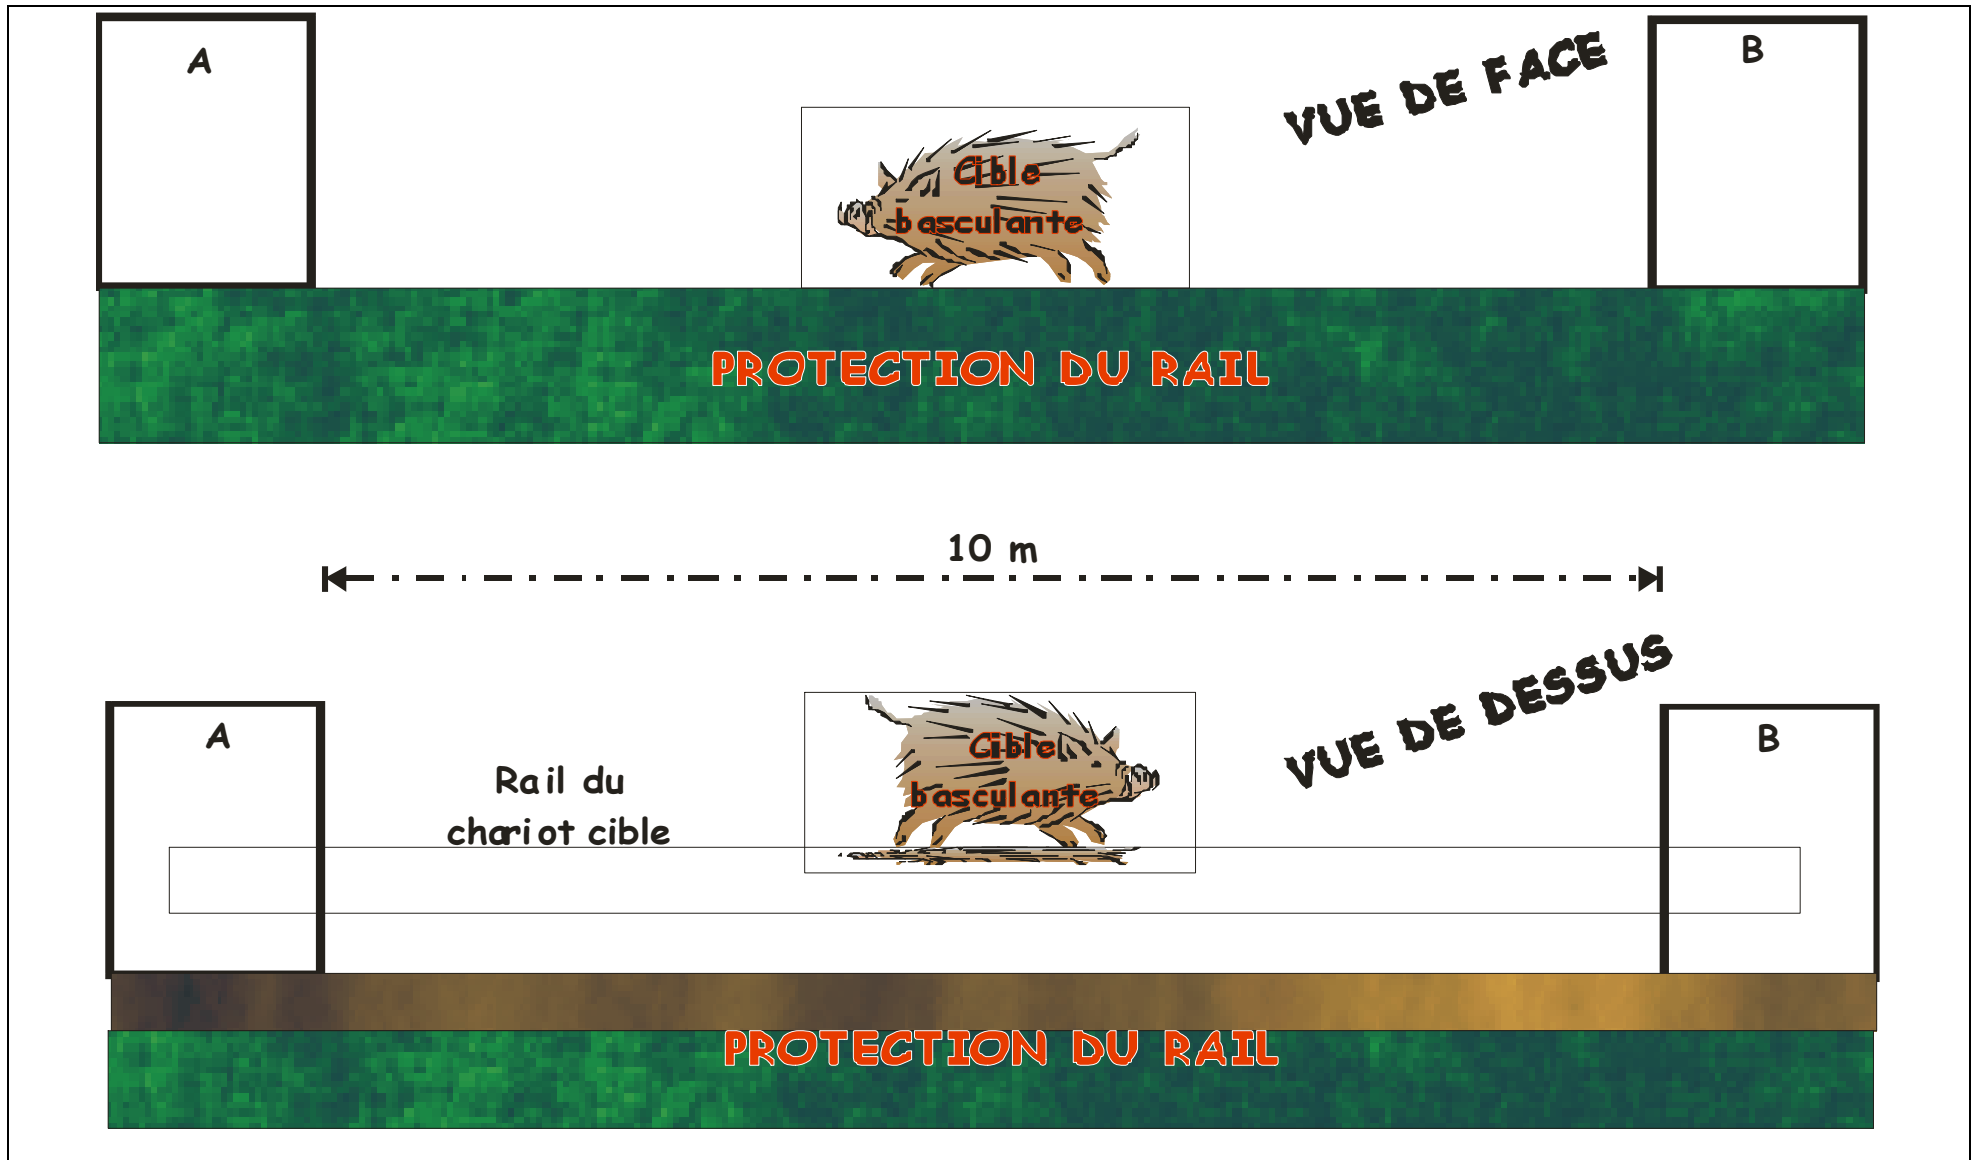 A
B
VUE DE FACE
Cible
basculante
PROTECTION DU RAIL
10 m
VUE DE DESSUS
A
B
Cible
basculante
Rail du
chariot cible
PROTECTION DU RAIL